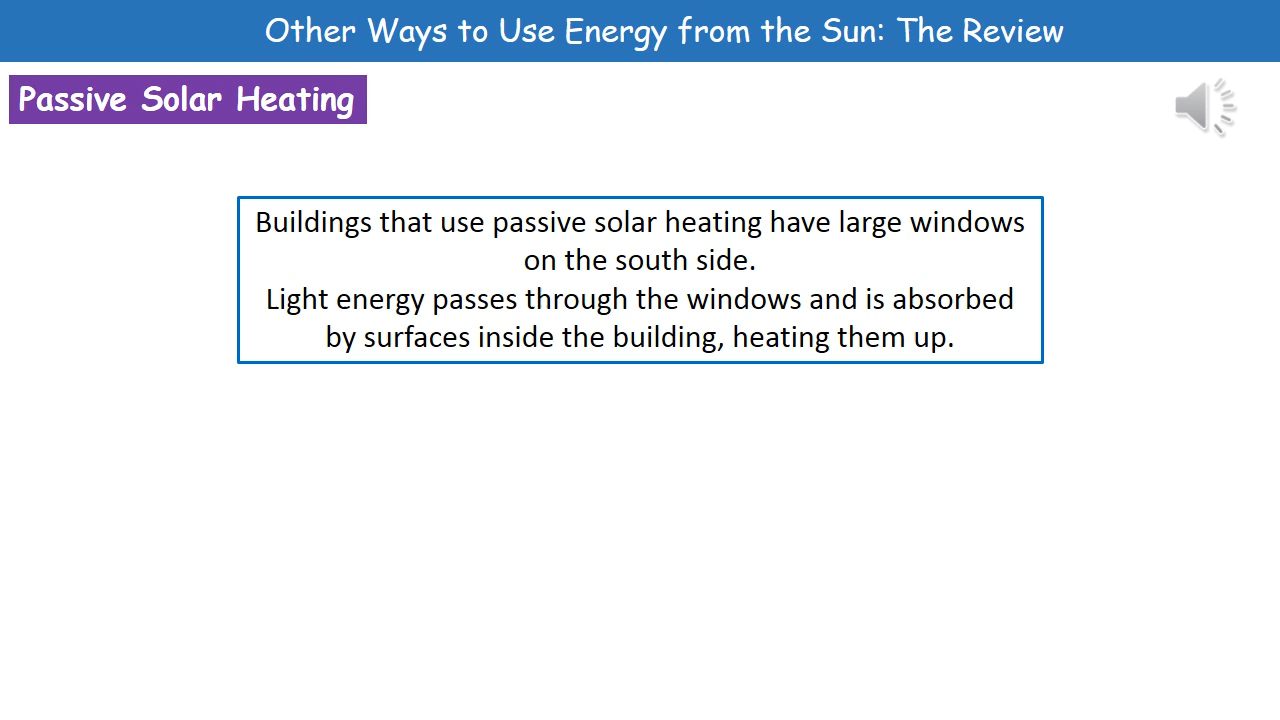 Other Ways to Use Energy from the Sun: The Review
Passive Solar Heating
Buildings that use passive solar heating have large windows
on the south side.
Light energy passes through the windows and is absorbed
by surfaces inside the building, heating them up.